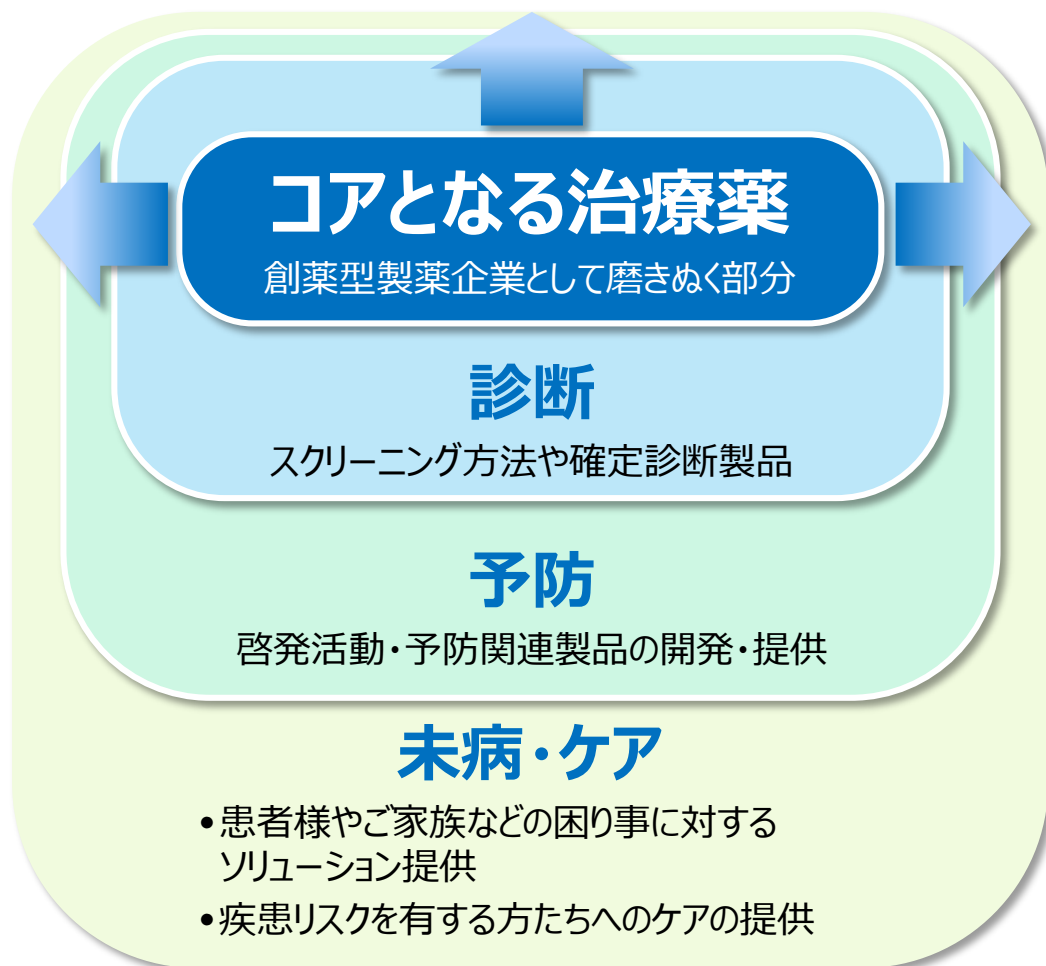 コアとなる治療薬
創薬型製薬企業として磨きぬく部分
診断
スクリーニング方法や確定診断製品
予防
啓発活動・予防関連製品の開発・提供
未病・ケア
•患者様やご家族などの困り事に対する
ソリューション提供
•疾患リスクを有する方たちへのケアの提供